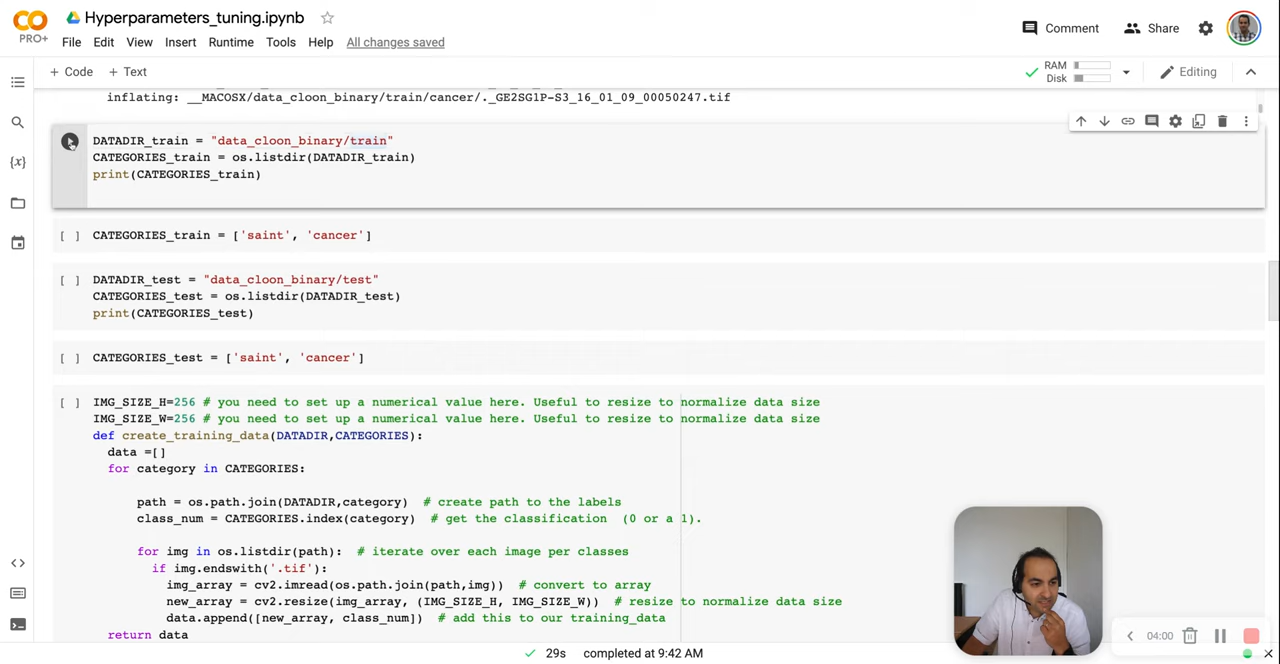 Hyperparameters_tuning.ipynb
PRO+
File Edit View Insert Runtime Tools Help All changes saved
Comment Share
+ Code + Text
RAM
Disk
Editing
inflating: __MACOSX/data_cloon_binary/train/cancer/._GE2SG1P-S3_16_01_09_00050247.tif
DATADIR_train = "data_cloon_binary/train"
CATEGORIES_train = os.listdir(DATADIR_train)
print(CATEGORIES_train)
[ ] CATEGORIES_train = ['saint', 'cancer']
[ ] DATADIR_test = "data_cloon_binary/test"
CATEGORIES_test = os.listdir(DATADIR_test)
print(CATEGORIES_test)
[ ] CATEGORIES_test = ['saint', 'cancer']
[ ] IMG_SIZE_H=256 # you need to set up a numerical value here. Useful to resize to normalize data size
IMG_SIZE_W=256 # you need to set up a numerical value here. Useful to resize to normalize data size
def create_training_data(DATADIR,CATEGORIES):
data =[]
for category in CATEGORIES:
path = os.path.join(DATADIR,category) # create path to the labels
class_num = CATEGORIES.index(category) # get the classification (0 or a 1).
for img in os.listdir(path): # iterate over each image per classes
if img.endswith('.tif'):
img_array = cv2.imread(os.path.join(path,img)) # convert to array
new_array = cv2.resize(img_array, (IMG_SIZE_H, IMG_SIZE_W)) # resize to normalize data size
data.append([new_array, class_num]) # add this to our training_data
return data
04:00
29s completed at 9:42 AM